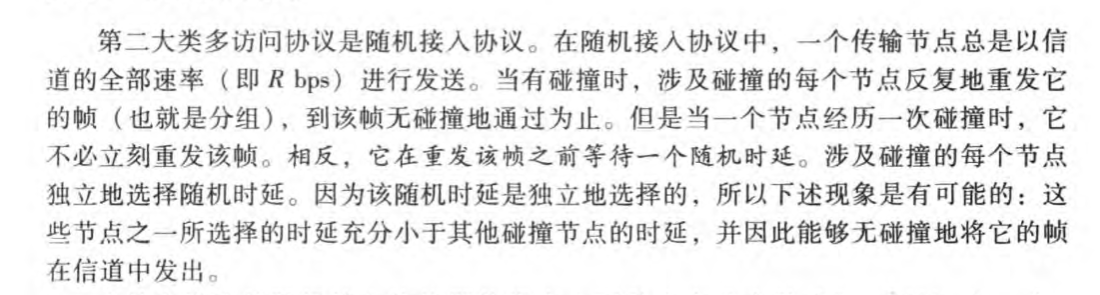 第二大类多访问协议是随机接入协议。在随机接入协议中，一个传输节点总是以信
道的全部速率（即 R bps）进行发送。当有碰撞时，涉及碰撞的每个节点反复地重发它
的帧（也就是分组），到该帧无碰撞地通过为止。但是当一个节点经历一次碰撞时，它
不必立刻重发该帧。相反，它在重发该帧之前等待一个随机时延。涉及碰撞的每个节点
独立地选择随机时延。因为该随机时延是独立地选择的，所以下述现象是有可能的：这
些节点之一所选择的时延充分小于其他碰撞节点的时延，并因此能够无碰撞地将它的帧
在信道中发出。